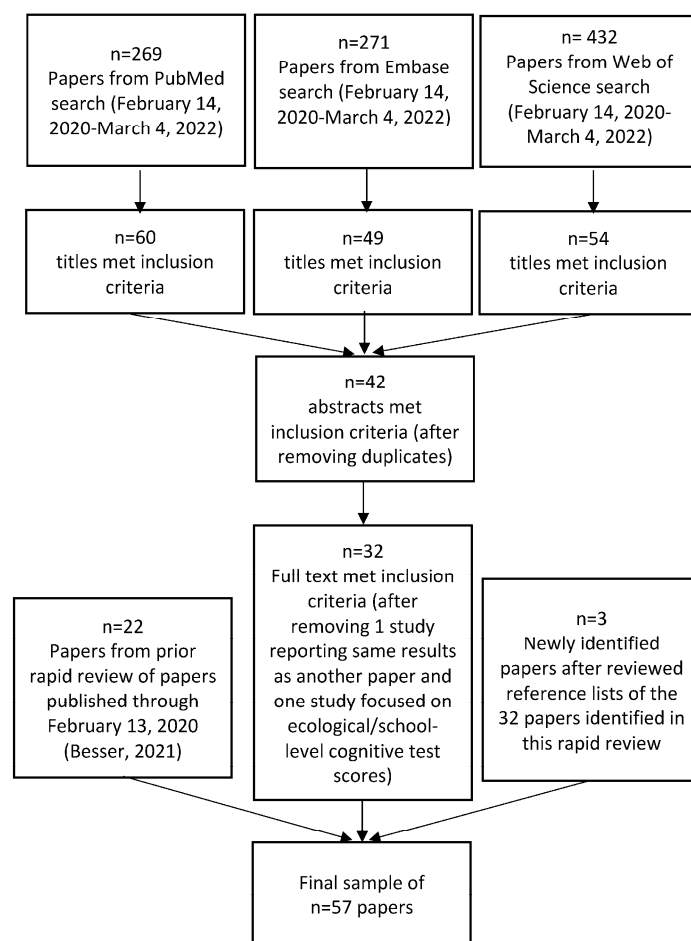 n=269
Papers from PubMed
search (February 14,
2020-March 4, 2022)
n=271
Papers from Embase
search (February 14,
2020-March 4, 2022)
n= 432
Papers from Web of
Science search
(February 14, 2020-
March 4, 2022)
n=60
titles met inclusion
criteria
n=49
titles met inclusion
criteria
n=54
titles met inclusion
criteria
n=42
abstracts met
inclusion criteria (after
removing duplicates)
n=22
Papers from prior
rapid review of papers
published through
February 13, 2020
(Besser, 2021)
n=32
Full text met inclusion
criteria (after
removing 1 study
reporting same results
as another paper and
one study focused on
ecological/school-
level cognitive test
scores)
n=3
Newly identified
papers after reviewed
reference lists of the
32 papers identified in
this rapid review
Final sample of
n=57 papers